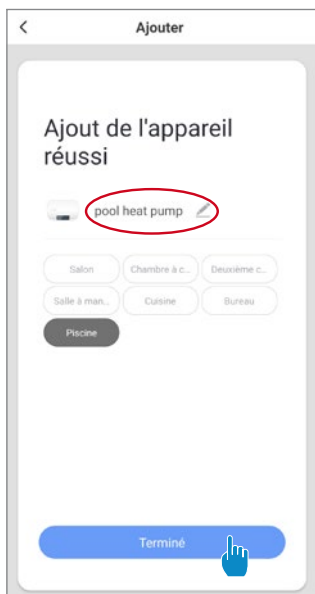 Ajouter
Ajout de l'appareil
réussi
pool heat pump
Salon
Chambre à c...
Deuxième c...
Salle à man...
Cuisine
Bureau
Piscine
Terminé